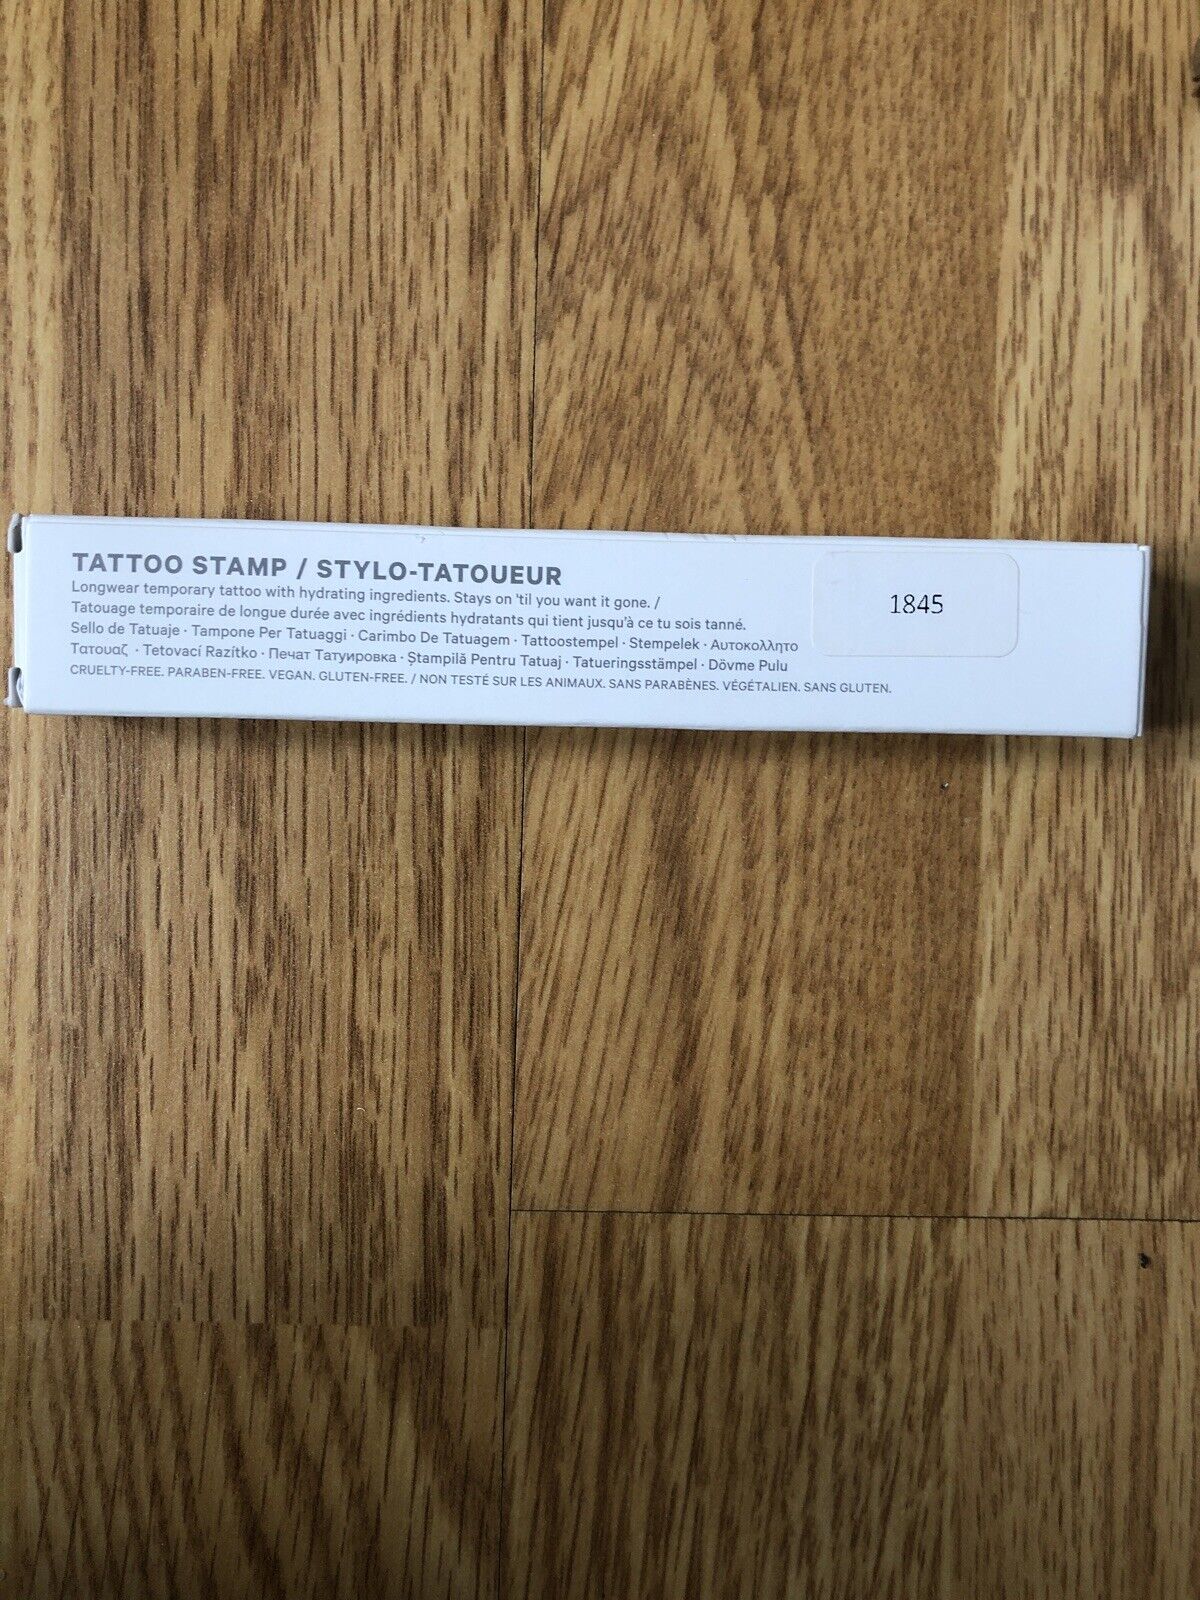 TATTOO STAMP / STYLO-TATOUEUR
Longwear temporary tattoo with hydrating ingredients. Stays on 'til you want it gone. /
Tatouage temporaire de longue durée avec ingrédients hydratants qui tient jusqu'à ce tu sois tanné.
Sello de Tatuaje · Tampone Per Tatuaggi · Carimbo De Tatuagem · Tattoostempel · Stempelek · Αυτοκολλητο
Τατουαζ · Tetovací Razítko · Печат Татуировка · Ștampilă Pentru Tatuaj · Tatueringsstämpel · Dövme Pulu
CRUELTY-FREE. PARABEN-FREE. VEGAN. GLUTEN-FREE. / NON TESTÉ SUR LES ANIMAUX. SANS PARABÈNES. VÉGÉTALIEN. SANS GLUTEN.
1845